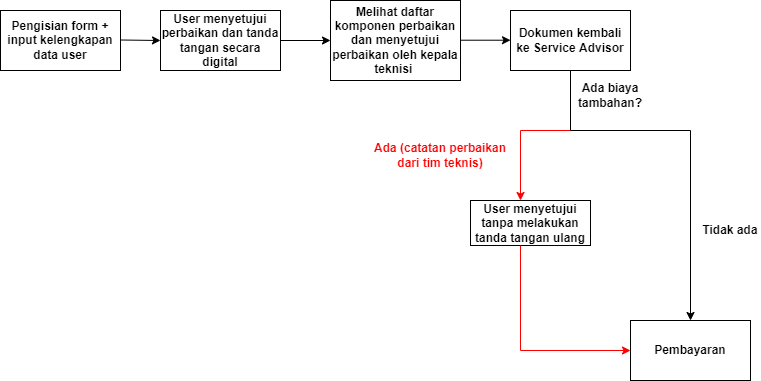 Pengisian form +
input kelengkapan
data user
User menyetujui
perbaikan dan tanda
tangan secara
digital
Melihat daftar
komponen perbaikan
dan menyetujui
perbaikan oleh kepala
teknisi
Dokumen kembali
ke Service Advisor
Ada biaya
tambahan?
Ada (catatan perbaikan
dari tim teknis)
User menyetujui
tanpa melakukan
tanda tangan ulang
Tidak ada
Pembayaran